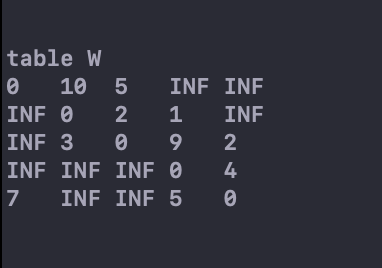 table W
0 10 5 INF INF
INF 0 2 1 INF
INF 3 0 9 2
INF INF INF 0 4
7 INF INF 5 0